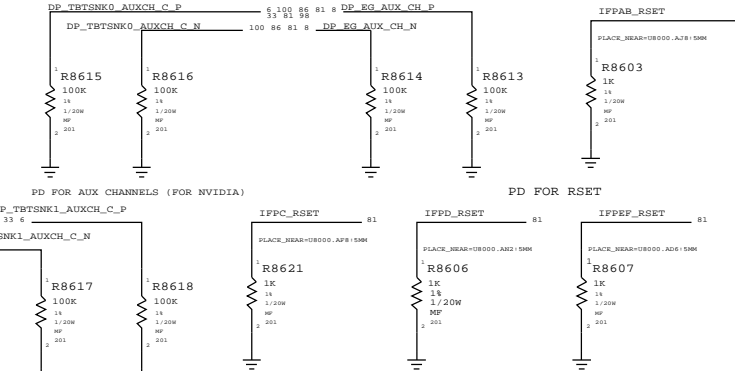 DP_TBTSNK0_AUXCH_C_P
6 100 86 81 8
33 81 98
DP_EG_AUX_CH_P
DP_TBTSNK0_AUXCH_C_N
100 86 81 8
DP_EG_AUX_CH_N
IFPAB_RSET
PLACE_NEAR=U8000.AJ8:5MM
1
R8615
100K
1%
1/20W
MF
201
2
1
R8616
100K
1%
1/20W
MF
201
2
1
R8614
100K
1%
1/20W
MF
201
2
1
R8613
100K
1%
1/20W
MF
201
2
1
R8603
1K
1%
1/20W
MF
201
2
PD FOR AUX CHANNELS (FOR NVIDIA)
PD FOR RSET
P_TBTSNK1_AUXCH_C_P
33 6
SNK1_AUXCH_C_N
IFPC_RSET
81
PLACE_NEAR=U8000.AF8:5MM
IFPD_RSET
81
PLACE_NEAR=U8000.AN2:5MM
IFPEF_RSET
81
PLACE_NEAR=U8000.AD6:5MM
1
R8617
100K
1%
1/20W
MF
201
2
1
R8618
100K
1%
1/20W
MF
201
2
1
R8621
1K
1%
1/20W
MF
201
2
1
R8606
1K
1%
1/20W
MF
201
2
1
R8607
1K
1%
1/20W
MF
201
2